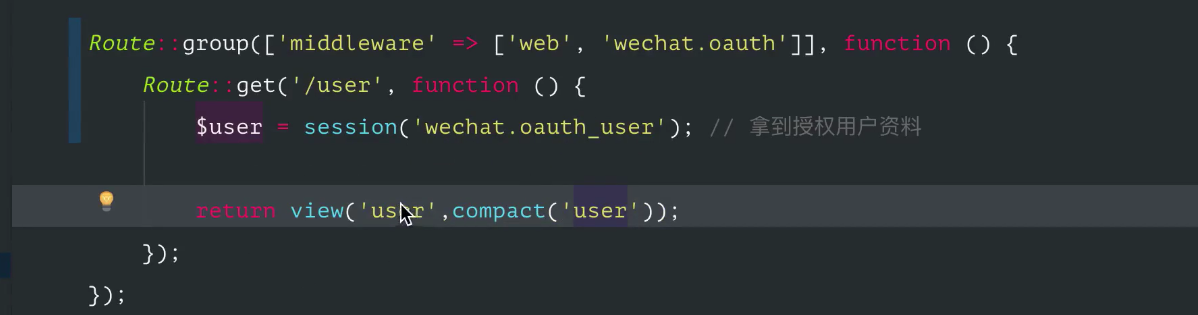 Route::group(['middleware' => ['web', 'wechat.oauth']], function () {
Route::get('/user', function () {
$user = session('wechat.oauth_user'); // 拿到授权用户资料
return view('user',compact('user'));
});
});